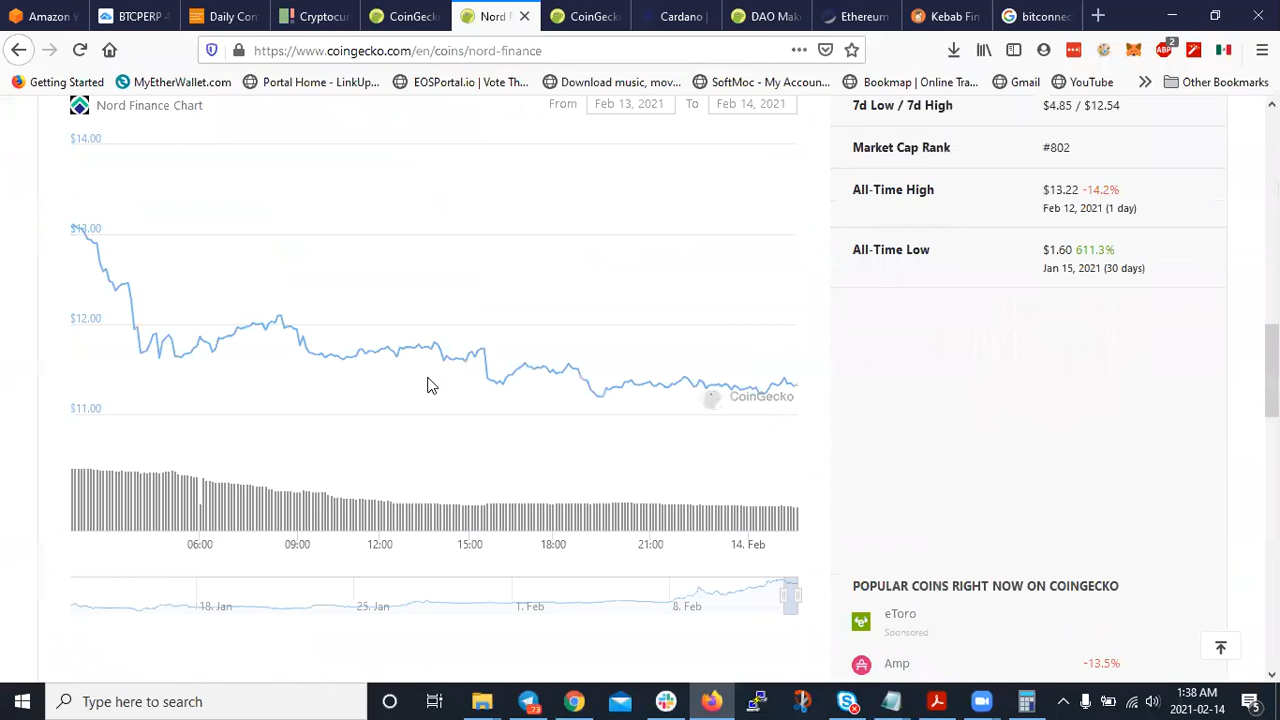 Amazon V
BTCPERP 4
Daily Con
Cryptocur
CoinGeck
Nord F
CoinGeck
Cardano (
DAO Mak
Ethereum
Kebab Fin
bitconnect
https://www.coingecko.com/en/coins/nord-finance
2
Getting Started
MyEtherWallet.com
Portal Home - LinkUp...
EOSPortal.io | Vote Th...
Download music, mov...
SoftMoc - My Accoun...
Bookmap | Online Tra...
Gmail
YouTube
Other Bookmarks
Nord Finance Chart
From
Feb 13, 2021
To
Feb 14, 2021
$14.00
$13.00
$12.00
$11.00
CoinGecko
06:00
09:00
12:00
15:00
18:00
21:00
14. Feb
18. Jan
25. Jan
1. Feb
8. Feb
7d Low / 7d High
$4.85 / $12.54
Market Cap Rank
#802
All-Time High
$13.22 -14.2%
Feb 12, 2021 (1 day)
All-Time Low
$1.60 611.3%
Jan 15, 2021 (30 days)
POPULAR COINS RIGHT NOW ON COINGECKO
eToro
Sponsored
Amp
-13.5%
Type here to search
73
1:38 AM
2021-02-14
5